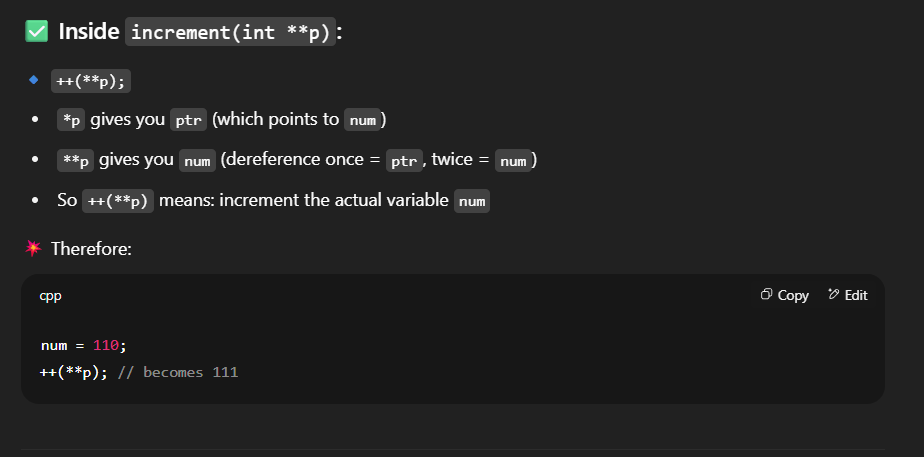 ✅ Inside increment(int **p):
🔹 ++(**p);
• *p gives you ptr (which points to num)
• **p gives you num (dereference once = ptr, twice = num)
• So ++(**p) means: increment the actual variable num
💥 Therefore:
cpp Copy Edit
num = 110;
++(**p); // becomes 111